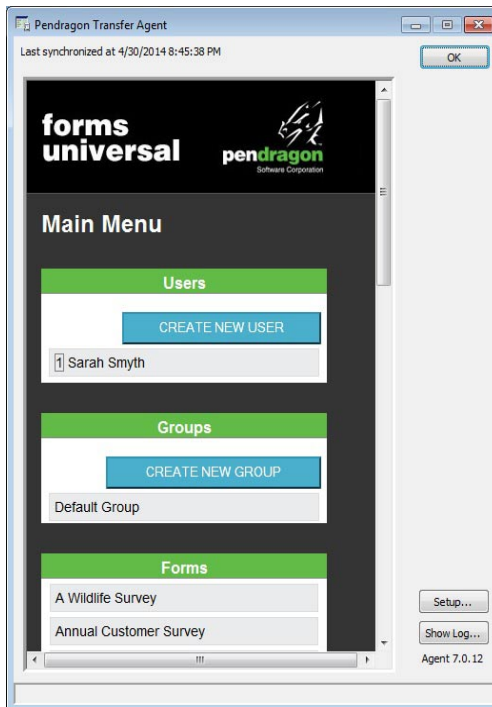 Pendragon Transfer Agent
Last synchronized at 4/30/2014 8:45:38 PM
OK
forms
universal
pendragon
Software Corporation
Main Menu
Users
CREATE NEW USER
1 Sarah Smyth
Groups
CREATE NEW GROUP
Default Group
Forms
A Wildlife Survey
Annual Customer Survey
Setup...
Show Log...
Agent 7.0.12